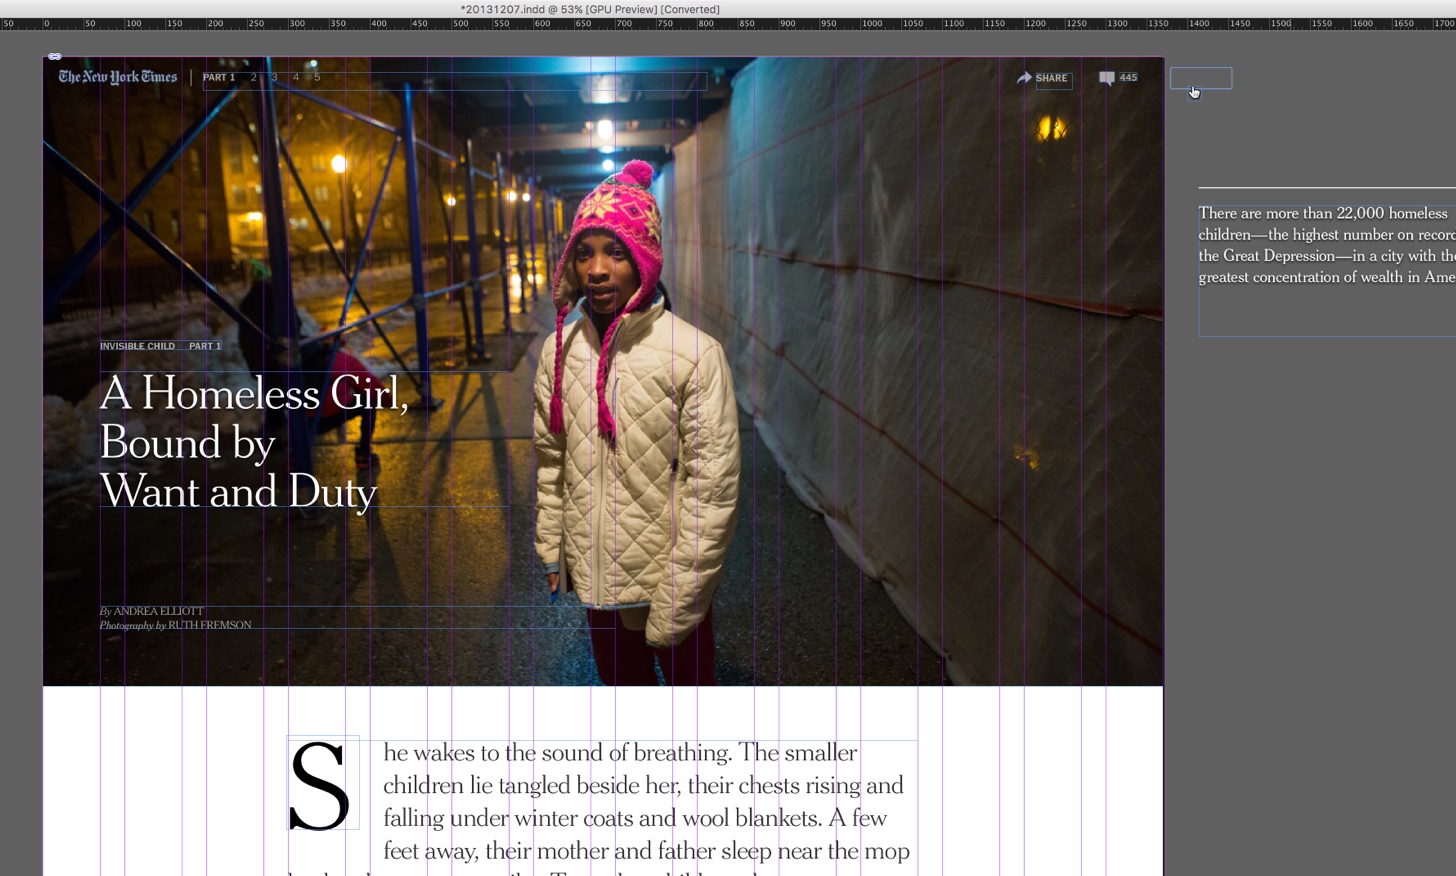 *20131207.indd @ 53% [GPU Preview] [Converted]
50 0 50 100 150 200 250 300 350 400 450 500 550 600 650 700 750 800 850 900 950 1000 1050 1100 1150 1200 1250 1300 1350 1400 1450 1500 1550 1600 1650 1700
The New York Times PART 1 2 3 4 5 SHARE 445
There are more than 22,000 homeless
children—the highest number on record
the Great Depression—in a city with the
greatest concentration of wealth in Ame
INVISIBLE CHILD PART 1
A Homeless Girl,
Bound by
Want and Duty
By ANDREA ELLIOTT
Photography by RUTH FREMSON
She wakes to the sound of breathing. The smaller
children lie tangled beside her, their chests rising and
falling under winter coats and wool blankets. A few
feet away, their mother and father sleep near the mop